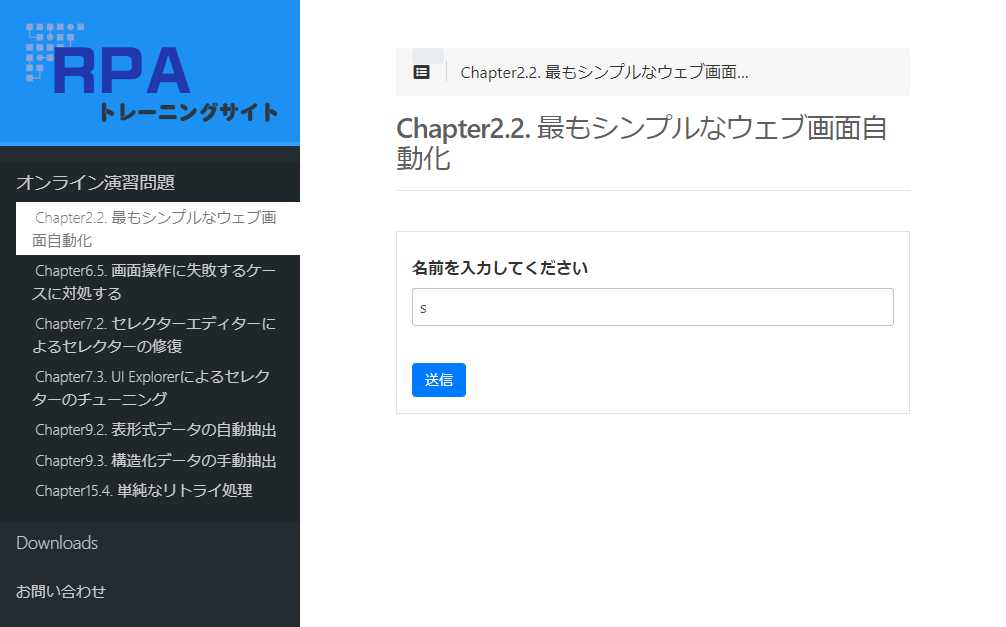 RPA
トレーニングサイト
オンライン演習問題
Chapter2.2. 最もシンプルなウェブ画
面自動化
Chapter6.5. 画面操作に失敗するケー
スに対処する
Chapter7.2. セレクターエディターに
よるセレクターの修復
Chapter7.3. UI Explorerによるセレク
ターのチューニング
Chapter9.2. 表形式データの自動抽出
Chapter9.3. 構造化データの手動抽出
Chapter15.4. 単純なリトライ処理
Downloads
お問い合わせ
Chapter2.2. 最もシンプルなウェブ画面...
Chapter2.2. 最もシンプルなウェブ画面自
動化
名前を入力してください
s
送信